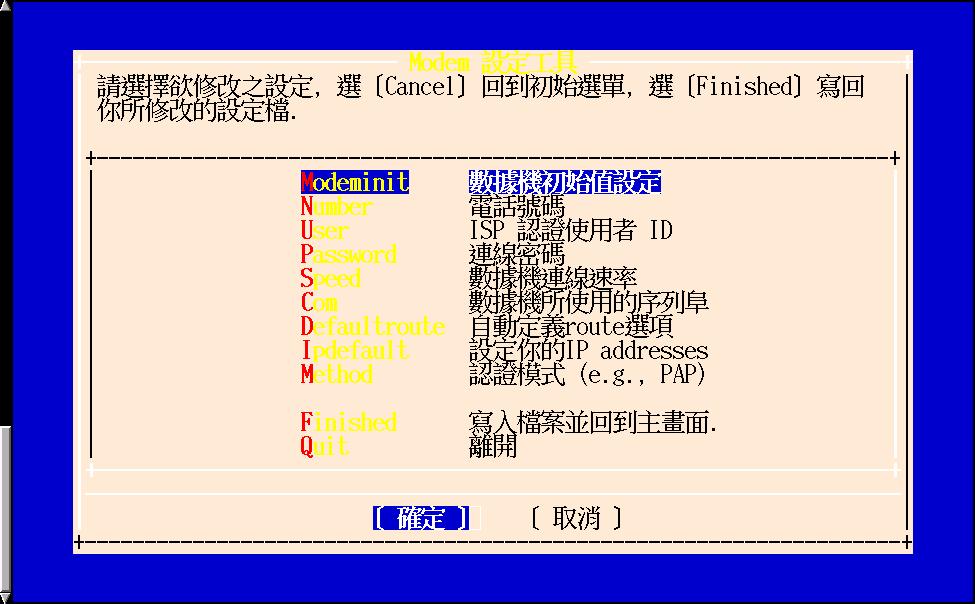 Modem 設定工具
請選擇欲修改之設定, 選〔Cancel〕回到初始選單, 選〔Finished〕寫回
你所修改的設定檔.
Modeminit 數據機初始值設定
Number 電話號碼
User ISP 認證使用者 ID
Password 連線密碼
Speed 數據機連線速率
Com 數據機所使用的序列阜
Defaultroute 自動定義route選項
Ipdefault 設定你的IP addresses
Method 認證模式 (e.g., PAP)
Finished 寫入檔案並回到主畫面.
Quit 離開
〔 確定 〕 〔 取消 〕